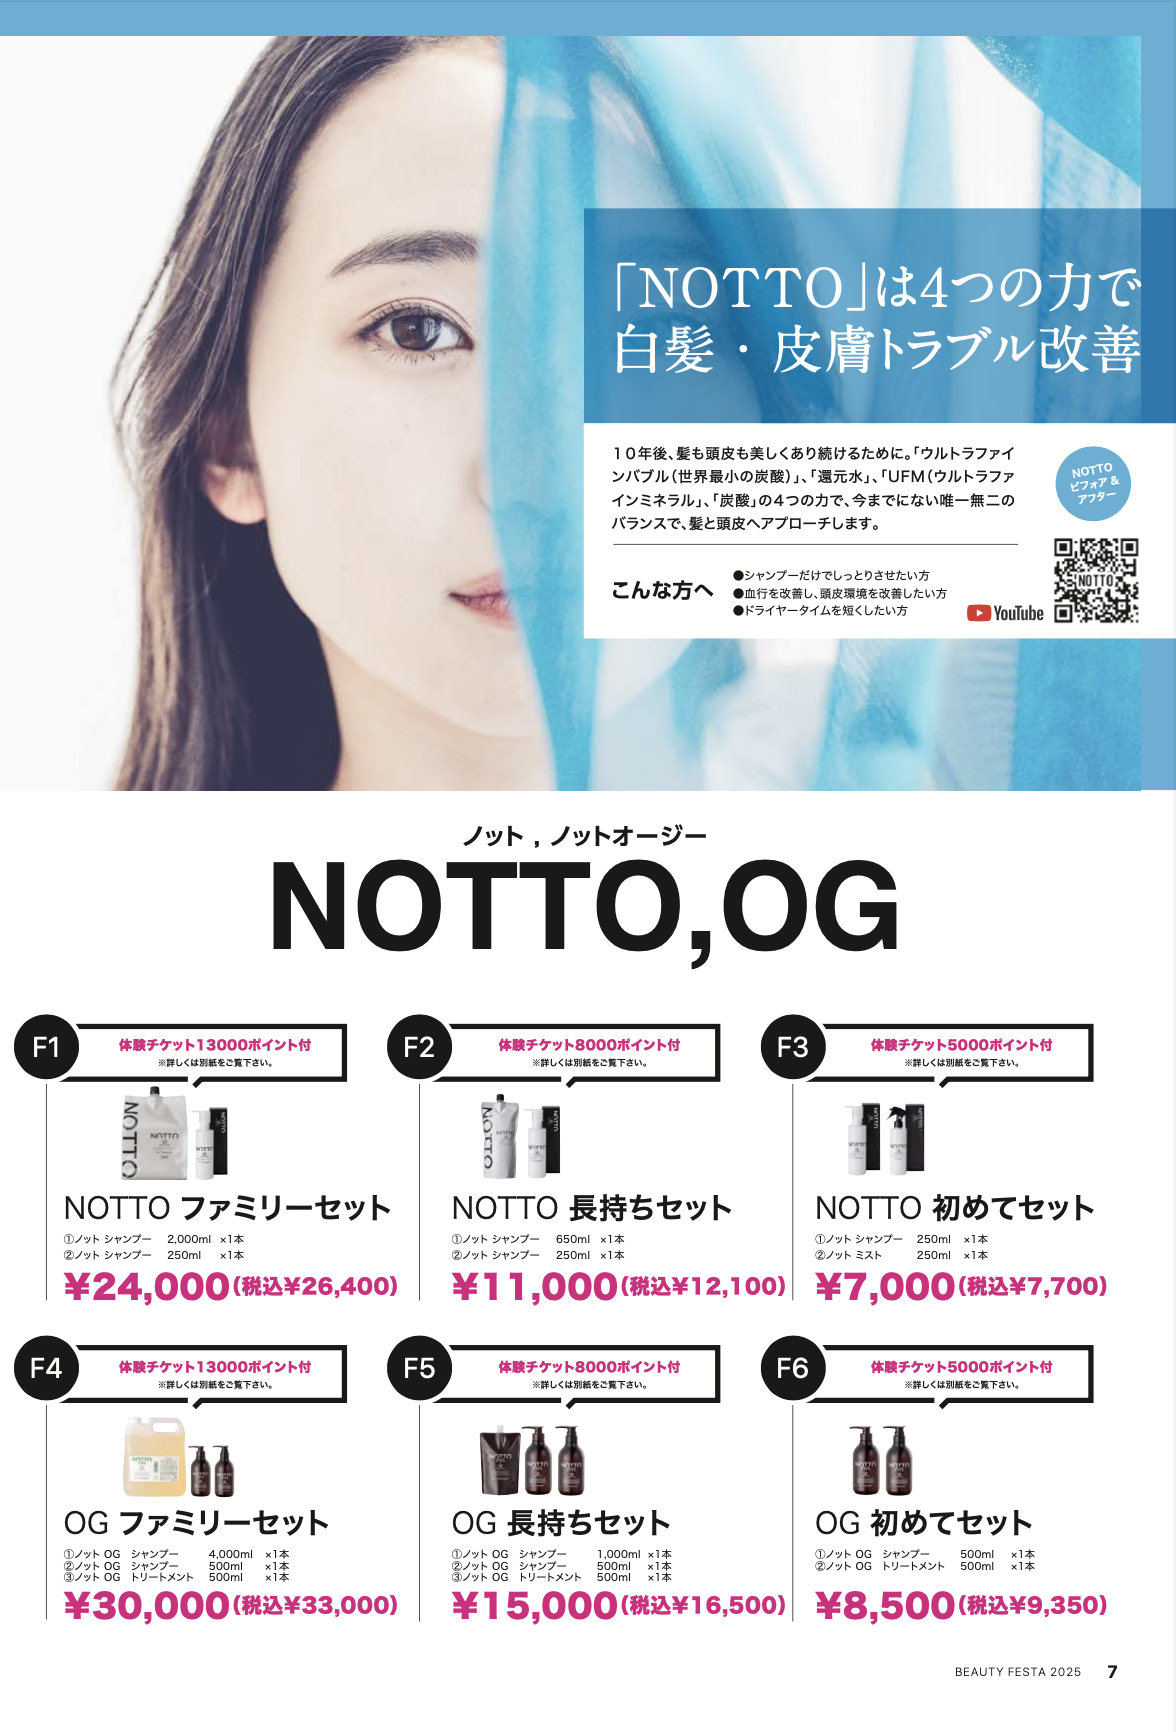 「NOTTO」は4つの力で
白髪・皮膚トラブル改善
10年後、髪も頭皮も美しくあり続けるために。「ウルトラファイ
ンバブル(世界最小の炭酸)」、「還元水」、「UFM(ウルトラファ
インミネラル」、「炭酸」の4つの力で、今までにない唯一無二の
バランスで、髪と頭皮へアプローチします。
NOTTO
ビフォア &
アフター
こんな方へ
●シャンプーだけでしっとりさせたい方
●血行を改善し、頭皮環境を改善したい方
●ドライヤータイムを短くしたい方
YouTube
NOTTO
ノット , ノットオージー
NOTTO,OG
F1
体験チケット13000ポイント付
※詳しくは別紙をご覧下さい。
NOTTO ファミリーセット
①ノット シャンプー 2,000ml ×1本
②ノット シャンプー 250ml ×1本
¥24,000(税込¥26,400)
F2
体験チケット8000ポイント付
※詳しくは別紙をご覧下さい。
NOTTO 長持ちセット
①ノット シャンプー 650ml ×1本
②ノット シャンプー 250ml ×1本
¥11,000(税込¥12,100)
F3
体験チケット5000ポイント付
※詳しくは別紙をご覧下さい。
NOTTO 初めてセット
①ノット シャンプー 250ml ×1本
②ノット ミスト 250ml ×1本
¥7,000(税込¥7,700)
F4
体験チケット13000ポイント付
※詳しくは別紙をご覧下さい。
OG ファミリーセット
①ノット OG シャンプー 4,000ml ×1本
②ノット OG シャンプー 500ml ×1本
③ノット OG トリートメント 500ml ×1本
¥30,000(税込¥33,000)
F5
体験チケット8000ポイント付
※詳しくは別紙をご覧下さい。
OG 長持ちセット
①ノット OG シャンプー 1,000ml ×1本
②ノット OG シャンプー 500ml ×1本
③ノット OG トリートメント 500ml ×1本
¥15,000(税込¥16,500)
F6
体験チケット5000ポイント付
※詳しくは別紙をご覧下さい。
OG 初めてセット
①ノット OG シャンプー 500ml ×1本
②ノット OG トリートメント 500ml ×1本
¥8,500(税込¥9,350)
BEAUTY FESTA 2025 7